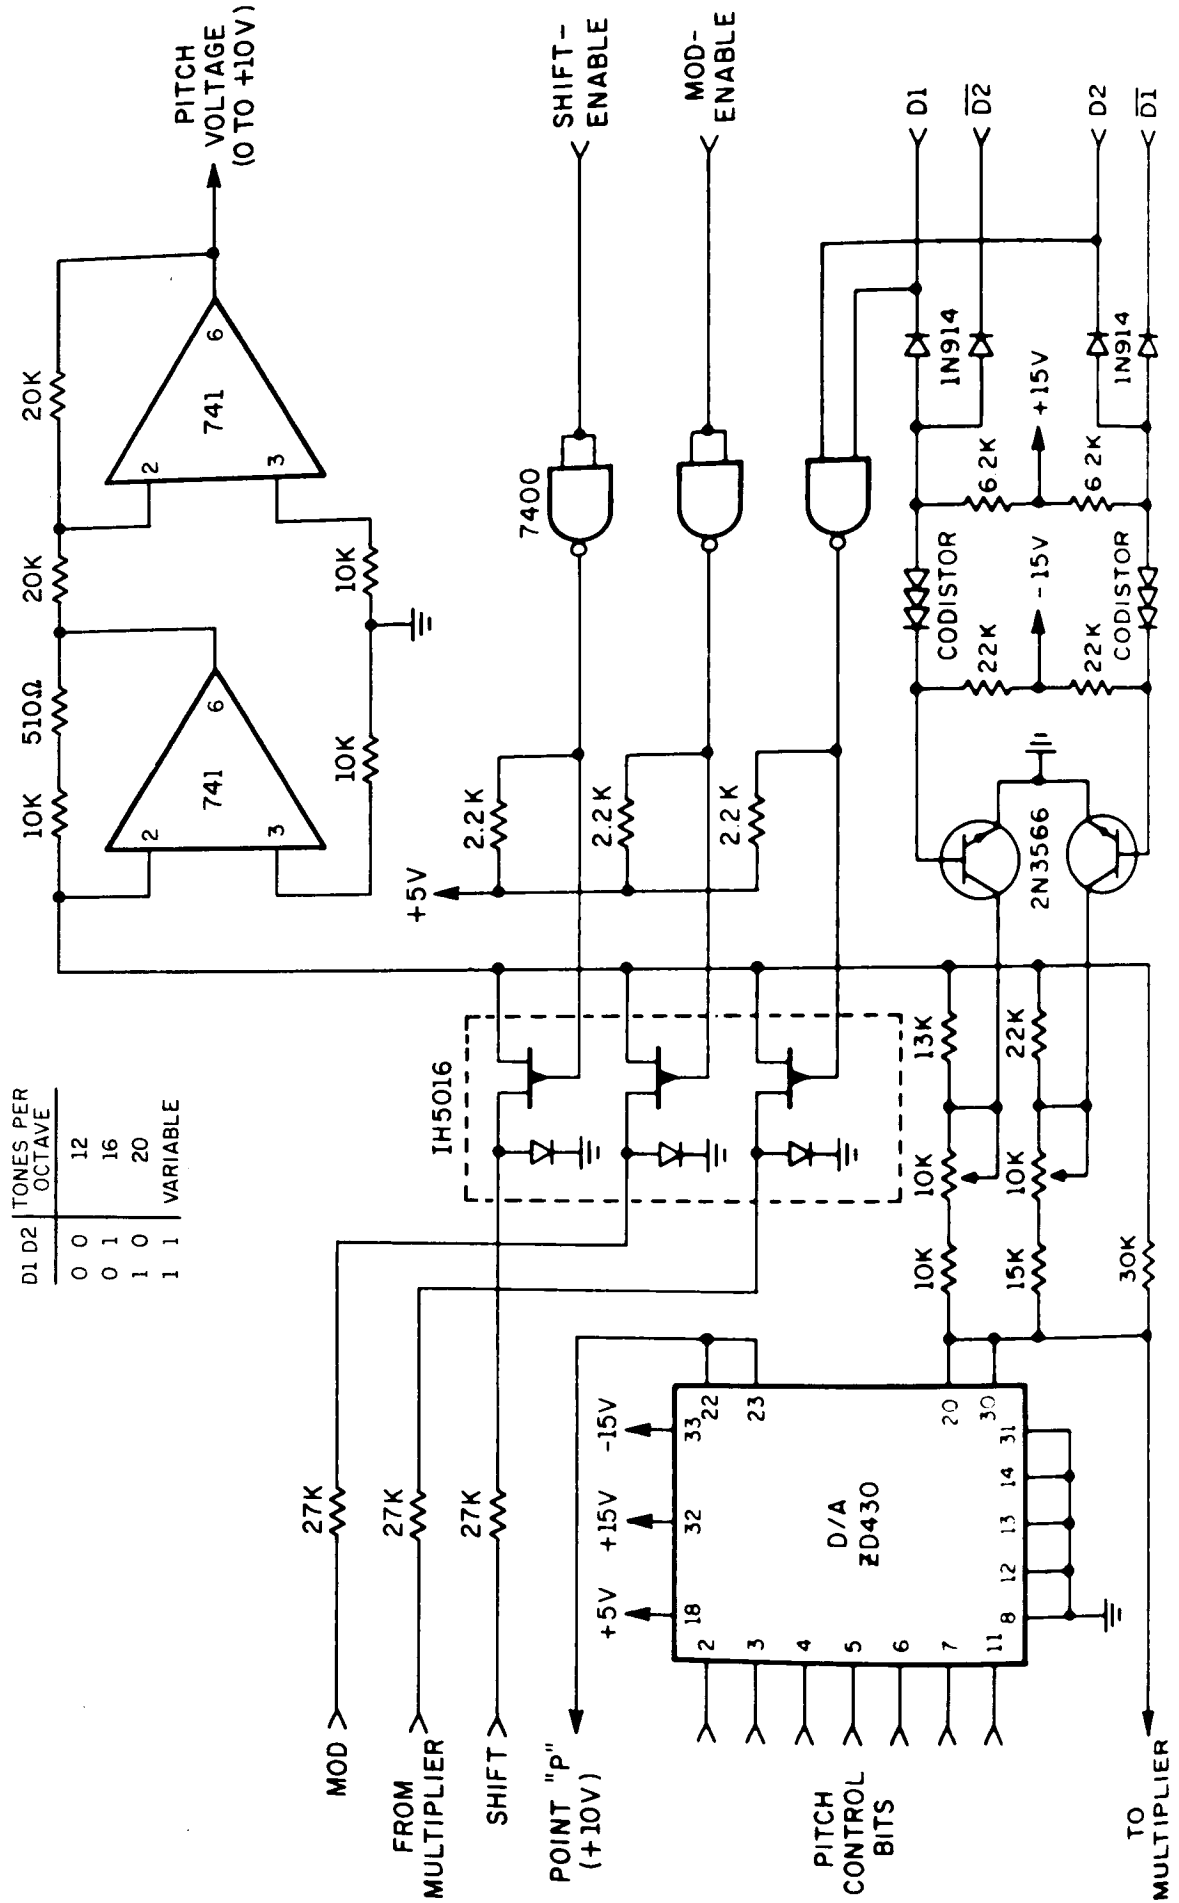 D1 D2 TONES PER OCTAVE
0 0 12
0 1 16
1 0 20
1 1 VARIABLE
10K
510Ω
20K
20K
2
3
741
6
2
3
741
6
10K
10K
PITCH
VOLTAGE
(0 TO +10V)
+5V
2.2K
2.2K
2.2K
7400
SHIFT-
ENABLE
MOD-
ENABLE
IH5016
MOD
27K
FROM
MULTIPLIER
27K
SHIFT
27K
POINT "P"
(+10V)
+5V
+15V
-15V
18
32
33
22
23
20
30
31
14
13
12
8
2
3
4
5
6
7
11
D/A
ZD430
PITCH
CONTROL
BITS
TO
MULTIPLIER
10K
10K
13K
15K
10K
22K
30K
2N3566
22K
-15V
22K
CODISTOR
CODISTOR
6.2K
+15V
6.2K
1N914
1N914
D1
D2
D2
D1